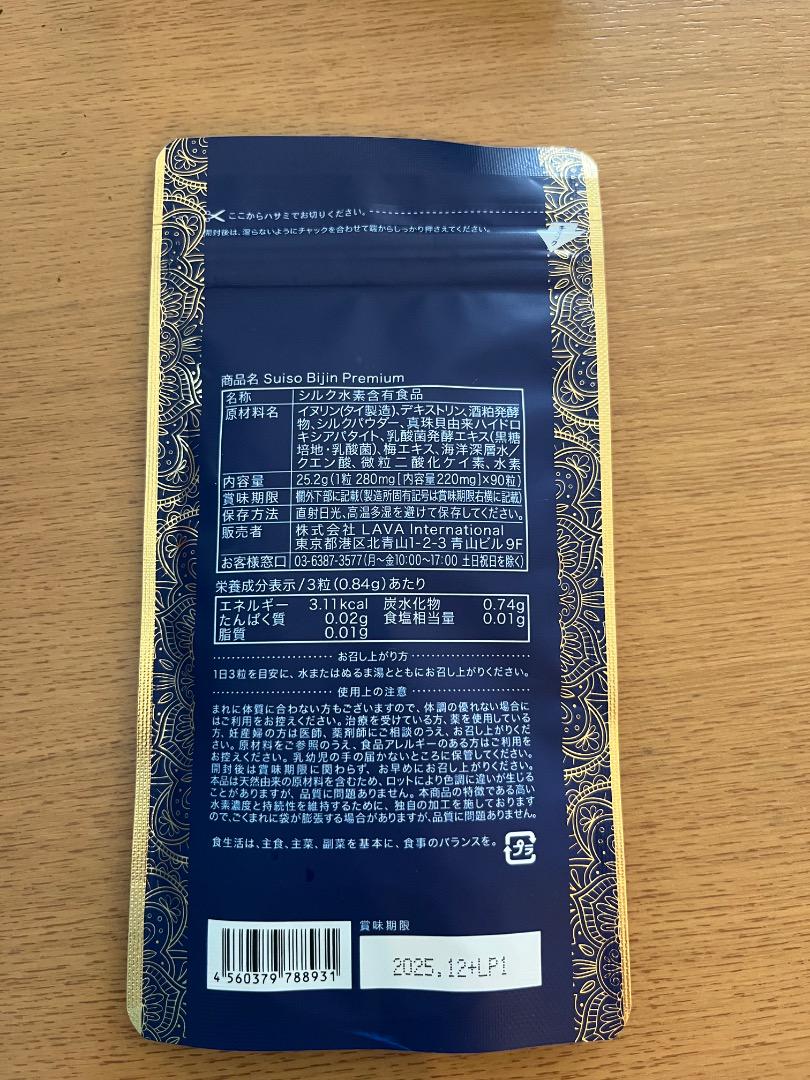 ここからハサミでお切りください。
開封後は、湿らないようにチャックを合わせて端からしっかり押さえてください。
商品名 Suiso Bijin Premium
名称 シルク水素含有食品
原材料名 イヌリン(タイ製造)、デキストリン、酒粕発酵
物、シルクパウダー、真珠貝由来ハイドロ
キシアパタイト、乳酸菌発酵エキス(黒糖
培地・乳酸菌)、梅エキス、海洋深層水/
クエン酸、微粒二酸化ケイ素、水素
内容量 25.2g(1粒 280mg[内容量220mg]×90粒)
賞味期限 欄外下部に記載(製造所固有記号は賞味期限右横に記載)
保存方法 直射日光、高温多湿を避けて保存してください。
販売者 株式会社 LAVA International
東京都港区北青山1-2-3 青山ビル9F
お客様窓口 03-6387-3577(月〜金10:00〜17:00 土日祝日を除く)
栄養成分表示/3粒(0.84g)あたり
エネルギー 3.11kcal 炭水化物 0.74g
たんぱく質 0.02g 食塩相当量 0.01g
脂質 0.01g
お召し上がり方
1日3粒を目安に、水またはぬるま湯とともにお召し上がりください。
使用上の注意
まれに体質に合わない方もございますので、体調の優れない場合に
はご利用をお控えください。治療を受けている方、薬を使用している
方、妊産婦の方は医師、薬剤師にご相談のうえ、お召し上がりくださ
い。原材料をご参照のうえ、食品アレルギーのある方はご利用を
お控えください。乳幼児の手の届かないところに保管してください。
開封後は賞味期限に関わらず、お早めにお召し上がりください。
本品は天然由来の原材料を含むため、ロットにより色調に違いが生じる
ことがありますが、品質に問題ありません。本商品の特徴である高い
水素濃度と持続性を維持するために、独自の加工を施しております
ので、ごくまれに袋が膨張する場合がありますが、品質に問題ありません。
食生活は、主食、主菜、副菜を基本に、食事のバランスを。
プラ
賞味期限
4 560379 788931
2025.12+LP1